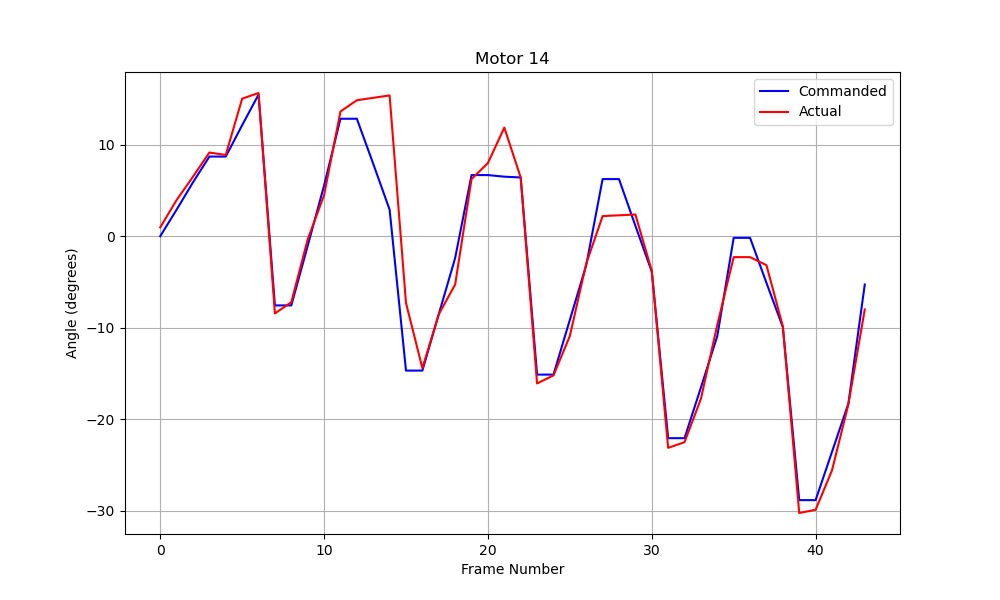 Motor 14
Commanded
Actual
10
0
−10
−20
−30
Angle (degrees)
0 10 20 30 40
Frame Number